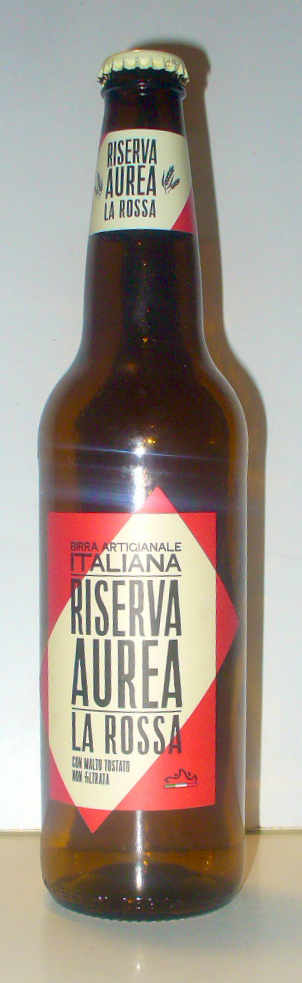 RISERVA
AUREA
LA ROSSA
BIRRA ARTIGIANALE
ITALIANA
RISERVA
AUREA
LA ROSSA
CON MALTO TOSTATO
NON FILTRATA